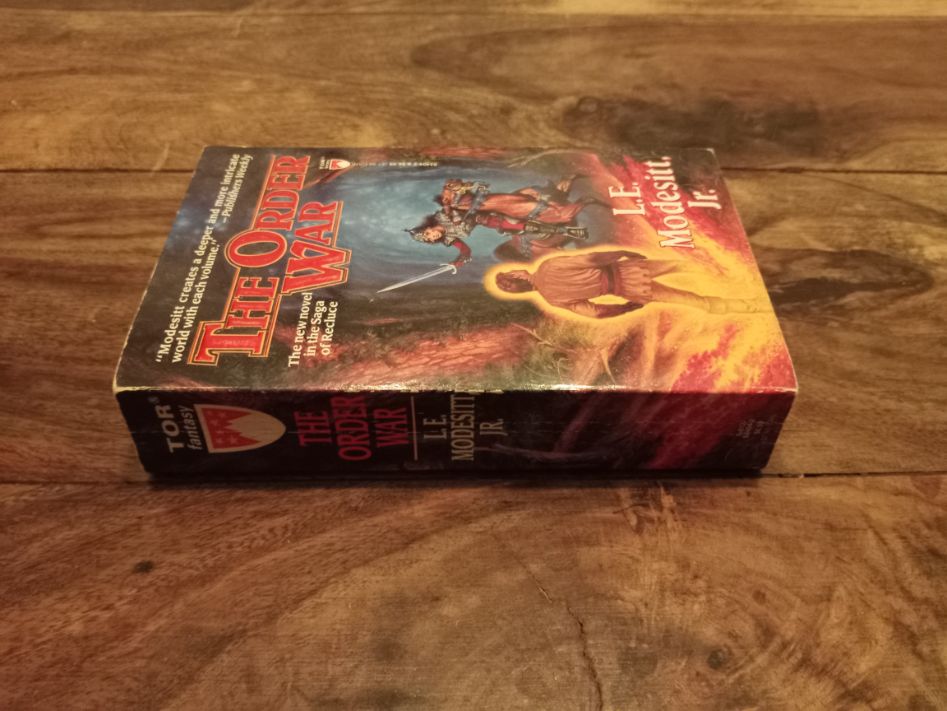 "Modesitt creates a deeper and more intricate
world with each volume."
—Publishers Weekly
THE ORDER
WAR
The new novel
in the Saga
of Recluce
L.E.
Modesitt,
Jr.
TOR®
fantasy
THE
ORDER
WAR
L.E.
MODESITT
JR.